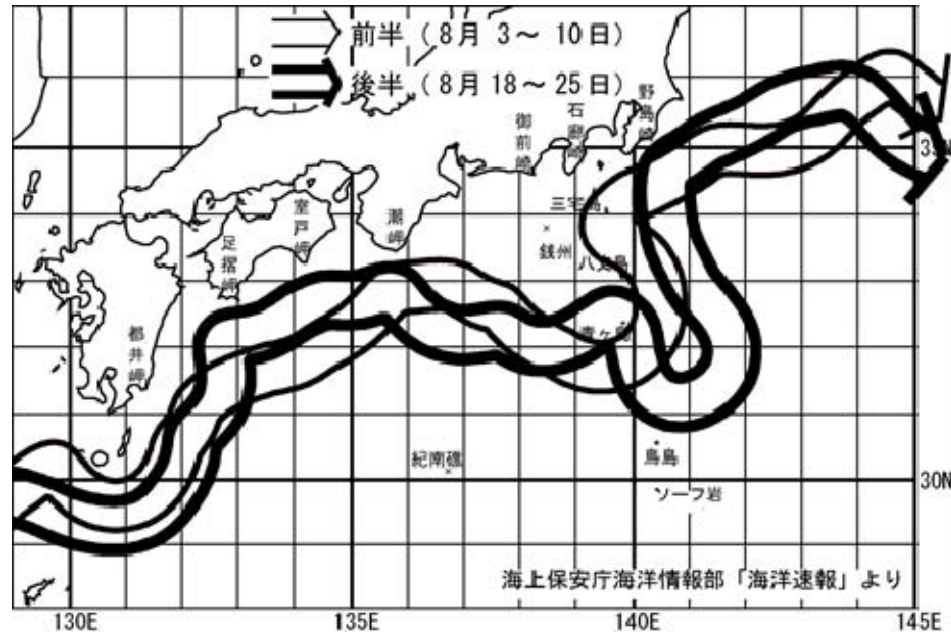 前半(8月 3~ 10日)
後半(8月 18~ 25日)
野島崎
石廊崎
御前崎
35N
三宅島
室戸岬
潮岬
足摺岬
銭州
八丈島
都井岬
青ヶ島
鳥島
紀南礁
30N
ソーフ岩
海上保安庁海洋情報部「海洋速報」より
130E
135E
140E
145E